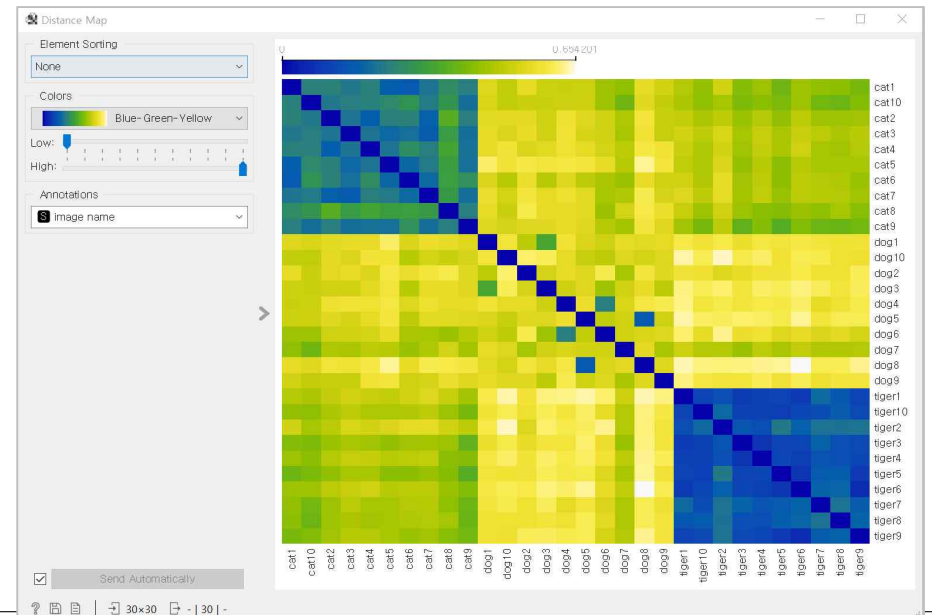 Distance Map
Element Sorting
None
Colors
Blue-Green-Yellow
Low:
High:
Annotations
S image name
Send Automatically
? 30×30 - | 30 | -
0 0.664201
cat1
cat10
cat2
cat3
cat4
cat5
cat6
cat7
cat8
cat9
dog1
dog10
dog2
dog3
dog4
dog5
dog6
dog7
dog8
dog9
tiger1
tiger10
tiger2
tiger3
tiger4
tiger5
tiger6
tiger7
tiger8
tiger9
cat1
cat10
cat2
cat3
cat4
cat5
cat6
cat7
cat8
cat9
dog1
dog10
dog2
dog3
dog4
dog5
dog6
dog7
dog8
dog9
tiger1
tiger10
tiger2
tiger3
tiger4
tiger5
tiger6
tiger7
tiger8
tiger9